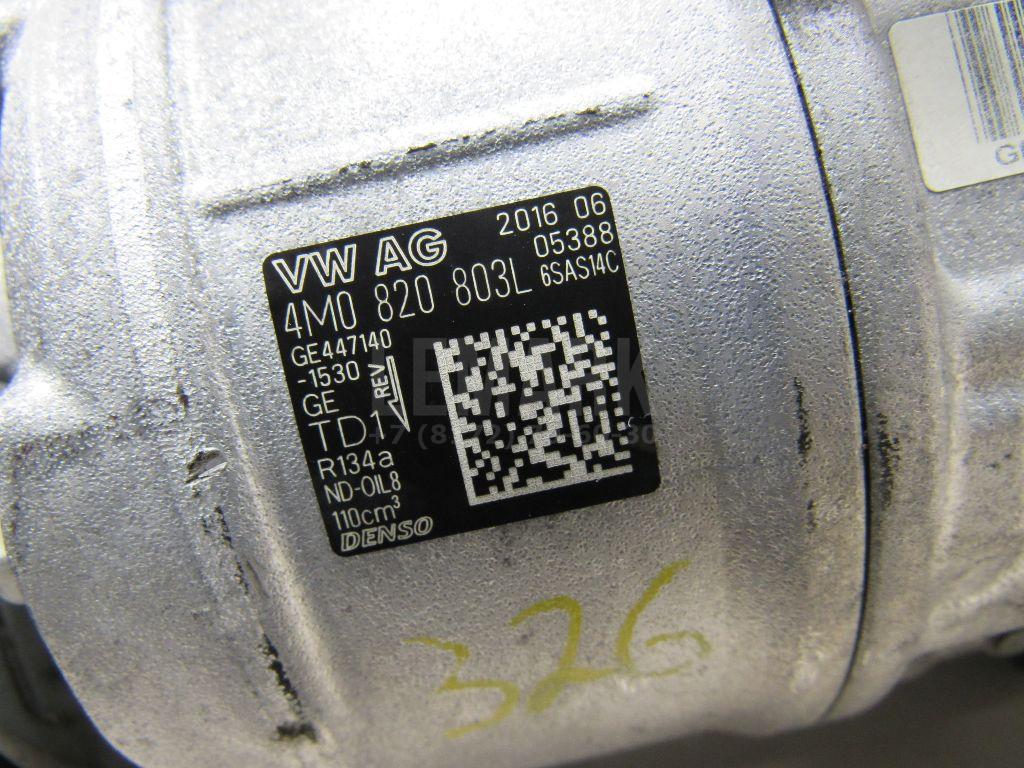 VW AG 2016 06
05388
4M0 820 803L 6SAS14C
GE447140
-1530
REV
GE
TD1
R134a
ND-OIL8
110cm³
DENSO
326